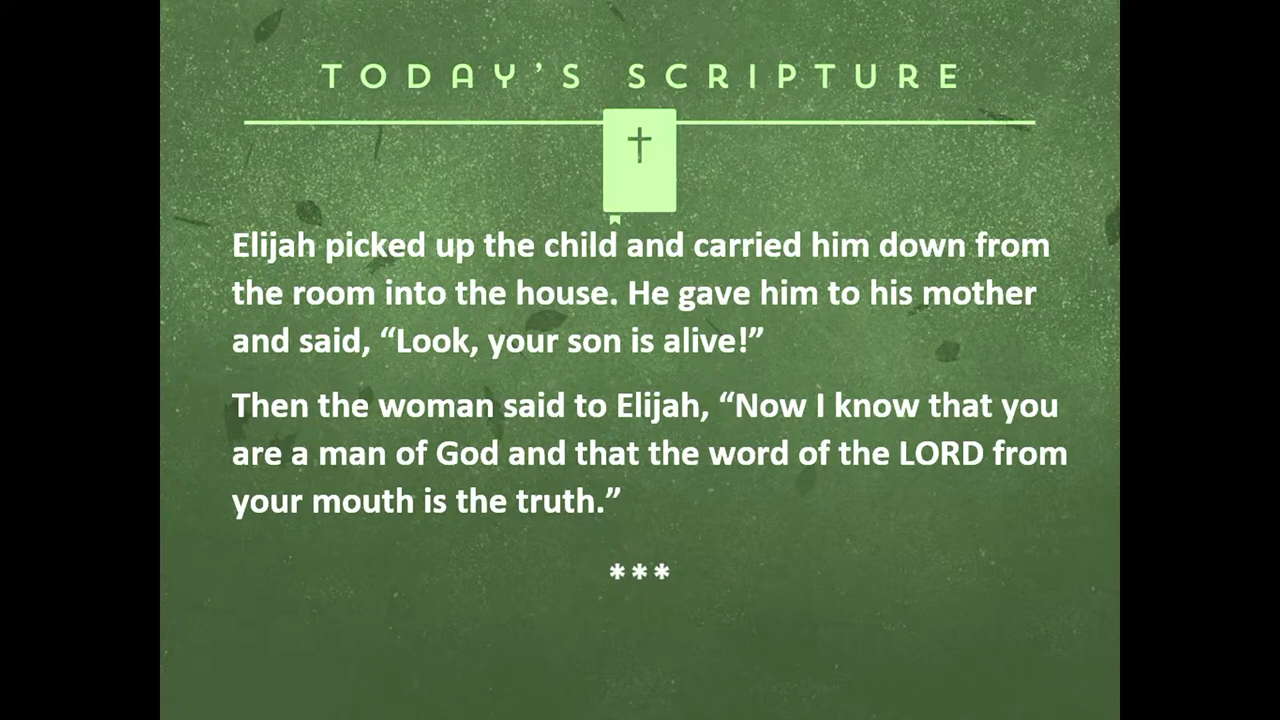 TODAY'S SCRIPTURE
Elijah picked up the child and carried him down from
the room into the house. He gave him to his mother
and said, “Look, your son is alive!”
Then the woman said to Elijah, “Now I know that you
are a man of God and that the word of the LORD from
your mouth is the truth.”
***